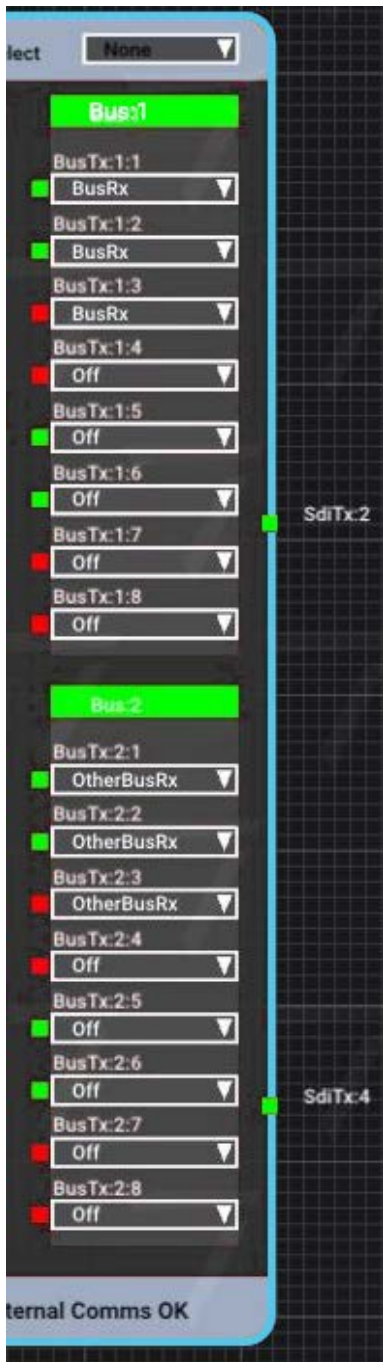 lect None
Bus:1
BusTx:1:1
BusRx
BusTx:1:2
BusRx
BusTx:1:3
BusRx
BusTx:1:4
Off
BusTx:1:5
Off
BusTx:1:6
Off
SdiTx:2
BusTx:1:7
Off
BusTx:1:8
Off
Bus:2
BusTx:2:1
OtherBusRx
BusTx:2:2
OtherBusRx
BusTx:2:3
OtherBusRx
BusTx:2:4
Off
BusTx:2:5
Off
BusTx:2:6
Off
SdiTx:4
BusTx:2:7
Off
BusTx:2:8
Off
ternal Comms OK